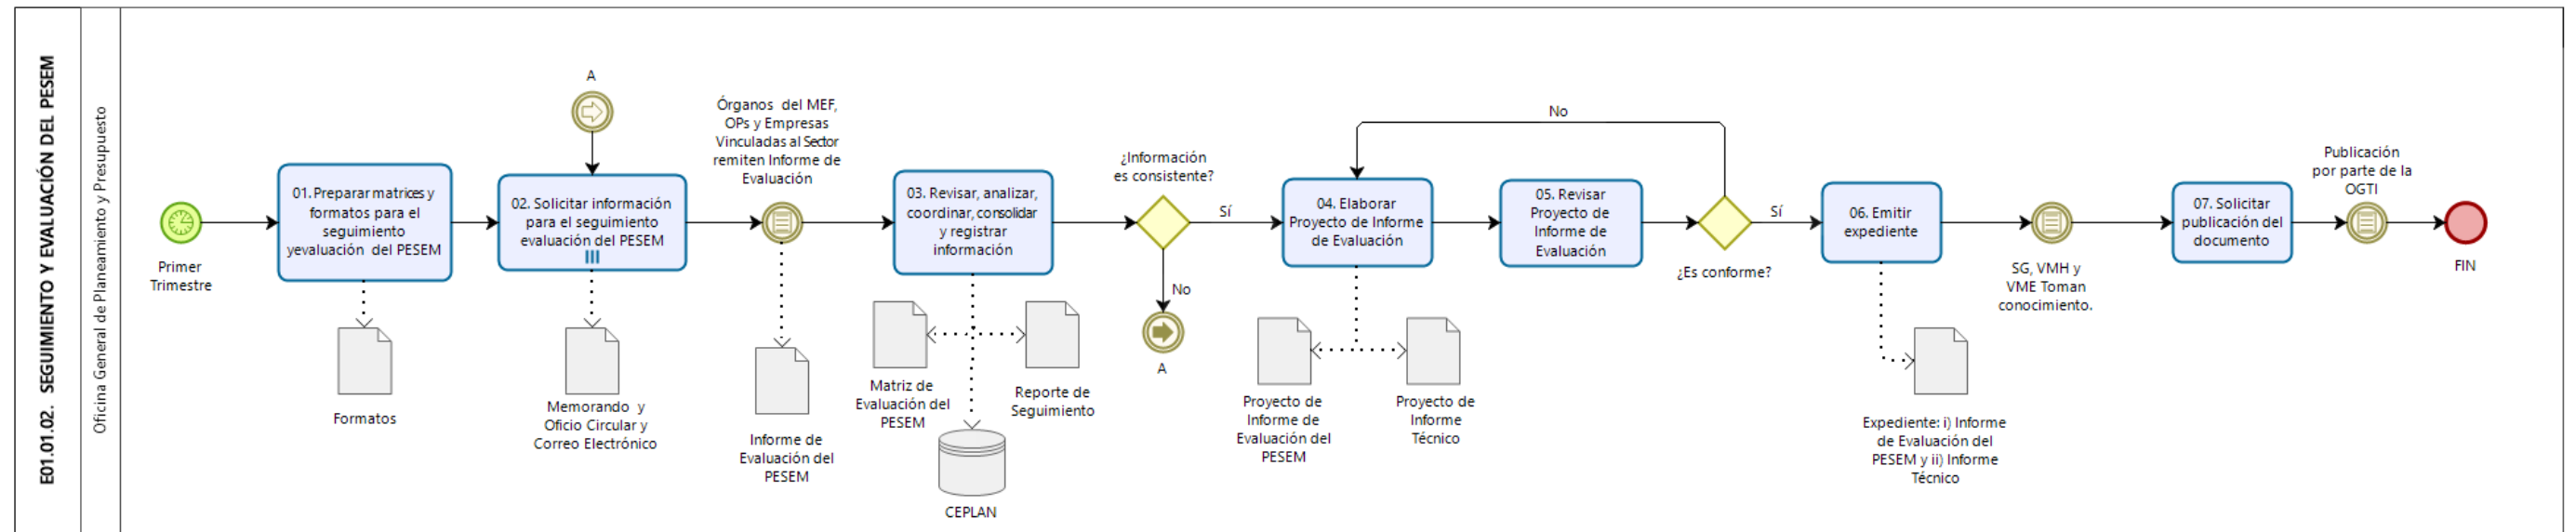 E01.01.02. SEGUIMIENTO Y EVALUACIÓN DEL PESEM
Oficina General de Planeamiento y Presupuesto
Primer
Trimestre
01. Preparar matrices y
formatos para el
seguimiento
yevaluación del PESEM
Formatos
A
02. Solicitar información
para el seguimiento
evaluación del PESEM
Memorando y
Oficio Circular y
Correo Electrónico
Órganos del MEF,
OPs y Empresas
Vinculadas al Sector
remiten Informe de
Evaluación
Informe de
Evaluación del
PESEM
03. Revisar, analizar,
coordinar, consolidar
y registrar
información
Matriz de
Evaluación del
PESEM
Reporte de
Seguimiento
CEPLAN
¿Información
es consistente?
Sí
No
A
04. Elaborar
Proyecto de Informe
de Evaluación
Proyecto de
Informe de
Evaluación del
PESEM
Proyecto de
Informe
Técnico
No
05. Revisar
Proyecto de
Informe de
Evaluación
¿Es conforme?
Sí
06. Emitir
expediente
Expediente: i) Informe
de Evaluación del
PESEM y ii) Informe
Técnico
SG, VMH y
VME Toman
conocimiento.
07. Solicitar
publicación del
documento
Publicación
por parte de la
OGTI
FIN